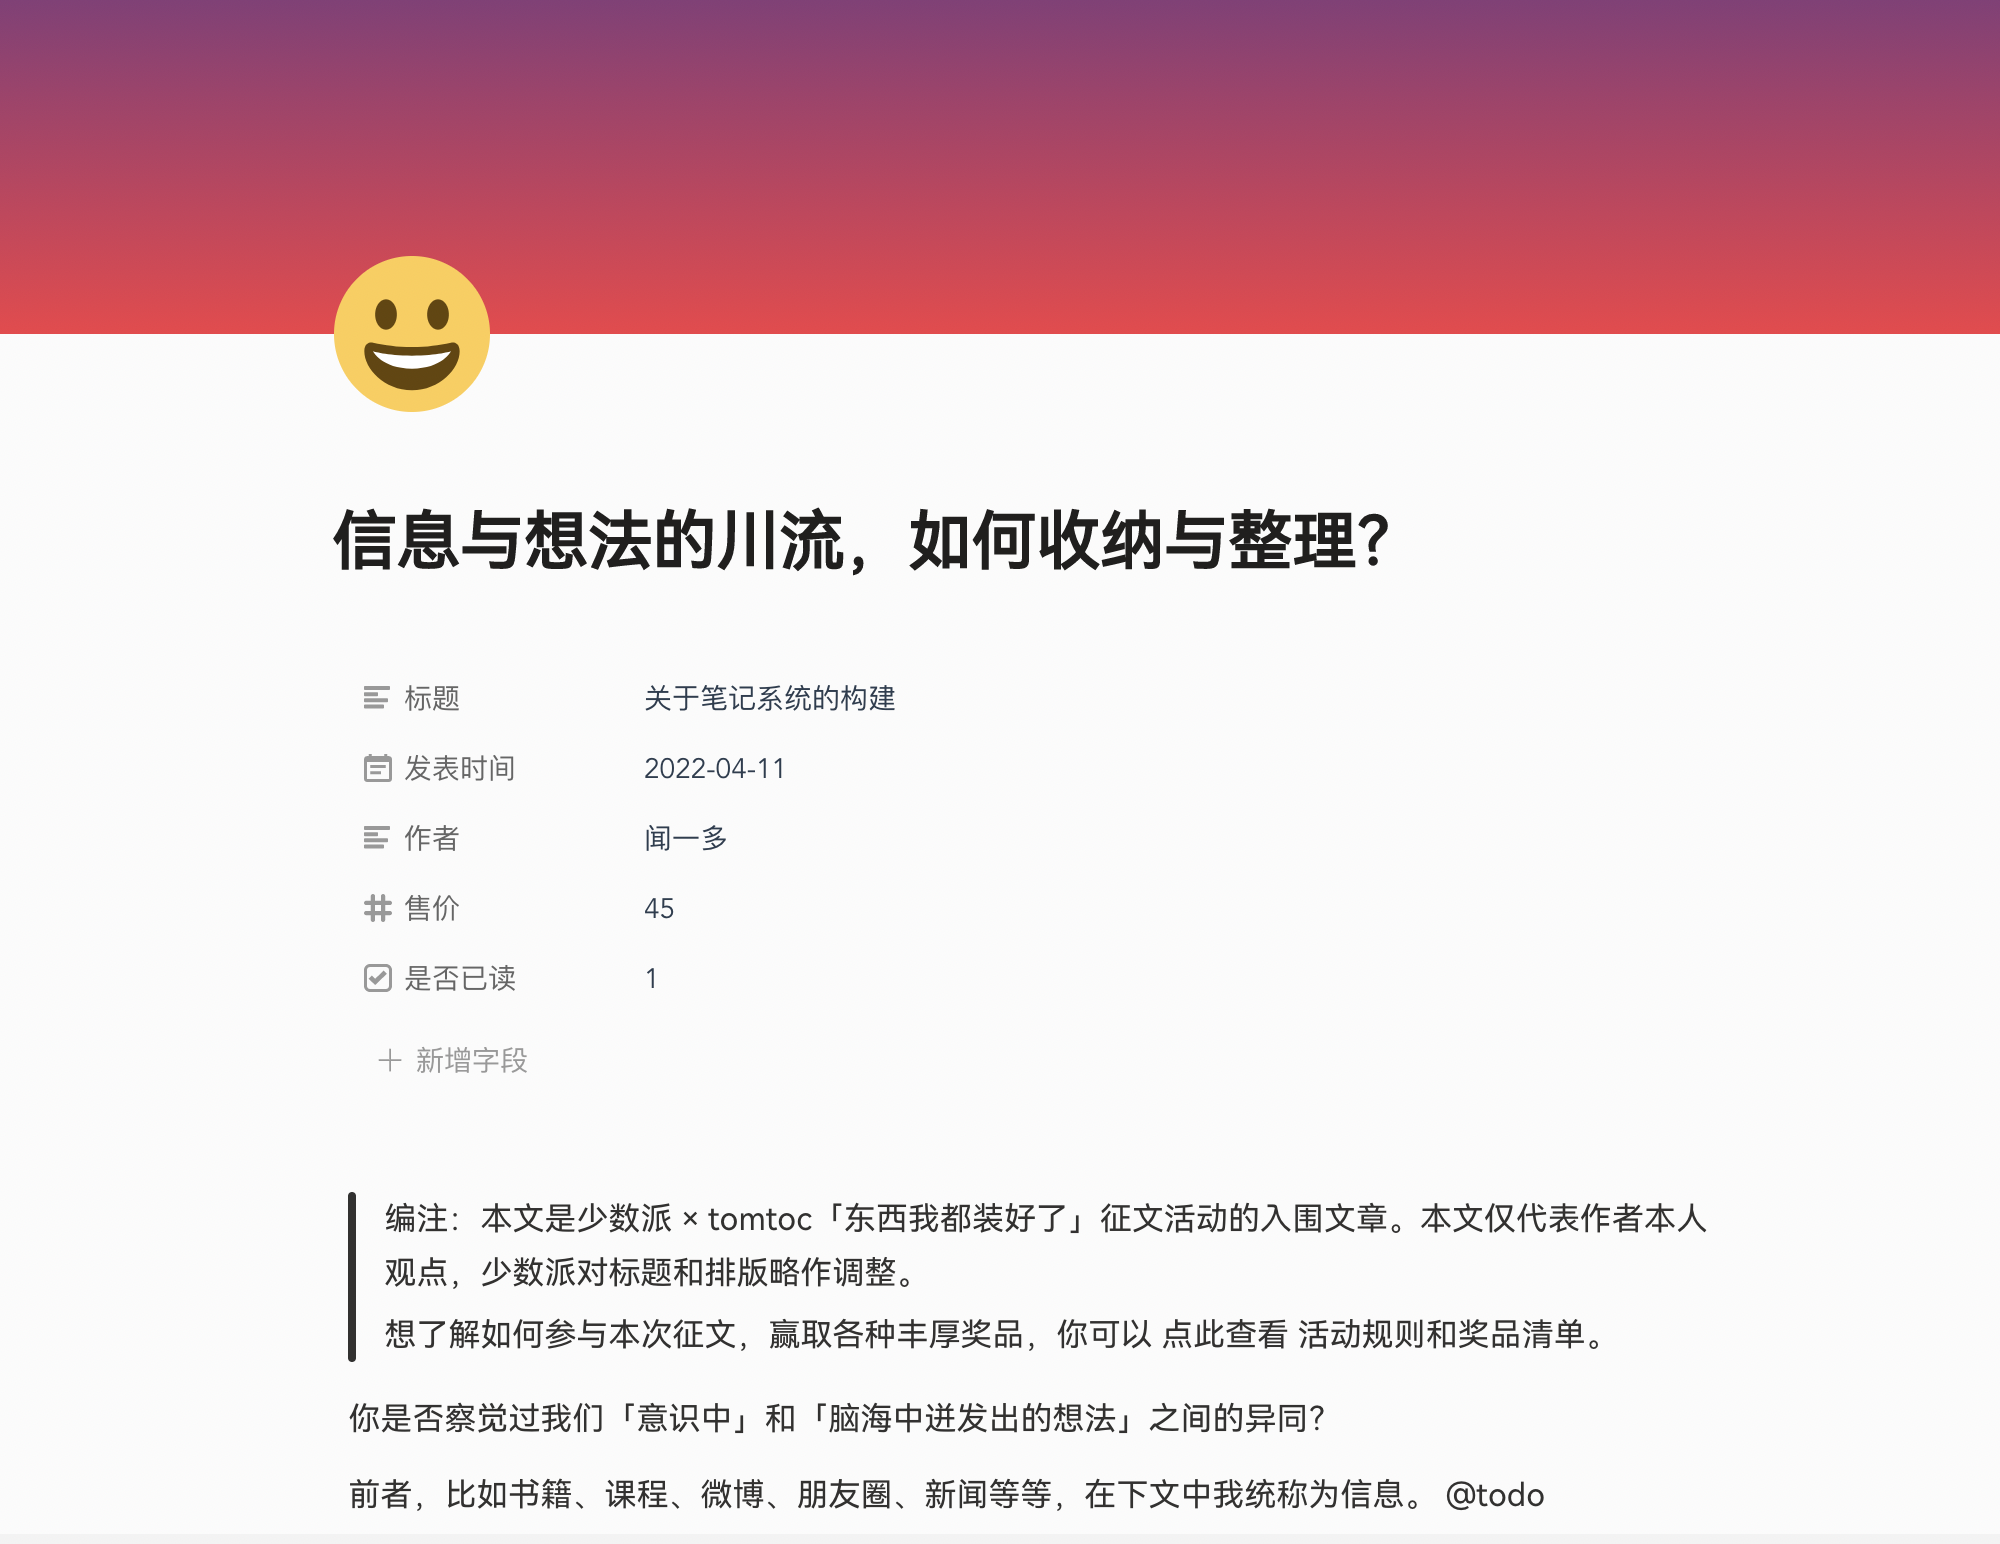 信息与想法的川流，如何收纳与整理？
标题 关于笔记系统的构建
发表时间 2022-04-11
作者 闻一多
售价 45
是否已读 1
新增字段
编注：本文是少数派 × tomtoc「东西我都装好了」征文活动的入围文章。本文仅代表作者本人
观点，少数派对标题和排版略作调整。
想了解如何参与本次征文，赢取各种丰厚奖品，你可以 点此查看 活动规则和奖品清单。
你是否察觉过我们「意识中」和「脑海中迸发出的想法」之间的异同？
前者，比如书籍、课程、微博、朋友圈、新闻等等，在下文中我统称为信息。 @todo